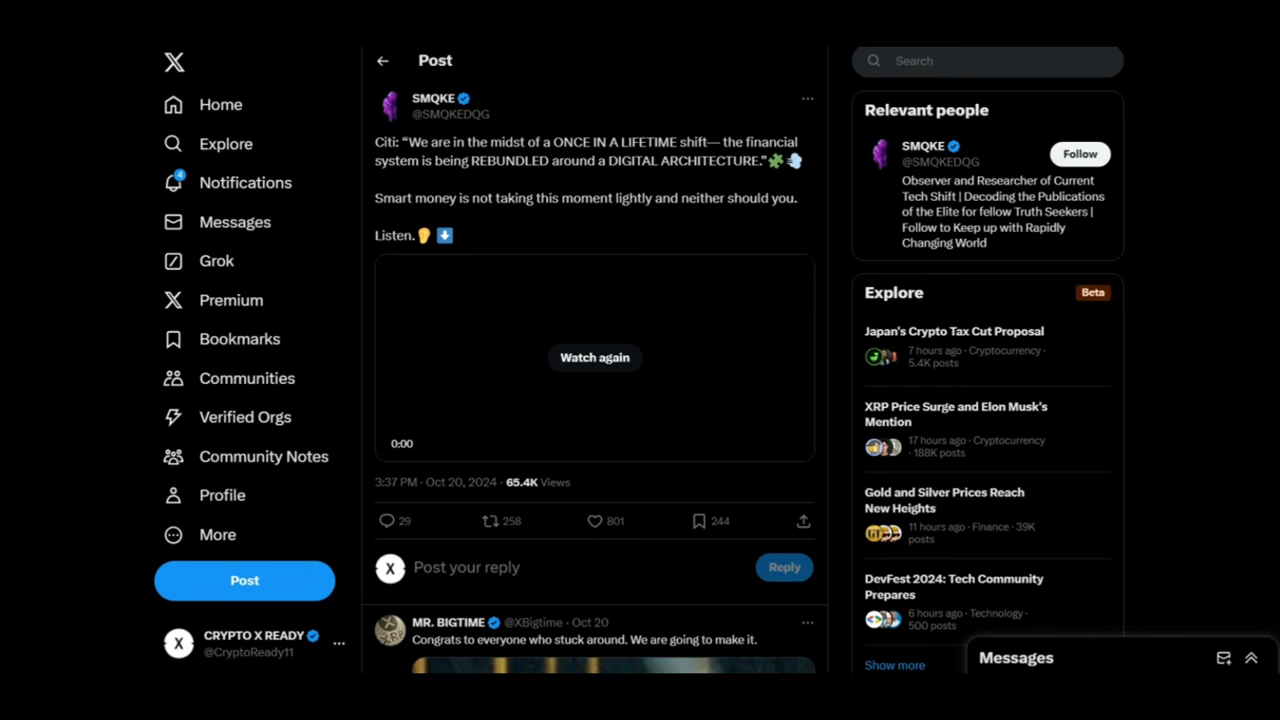 Home
Explore
4
Notifications
Messages
Grok
Premium
Bookmarks
Communities
Verified Orgs
Community Notes
Profile
More
Post
X
CRYPTO X READY
@CryptoReady11
Post
SMQKE
@SMQKEDQG
Citi: “We are in the midst of a ONCE IN A LIFETIME shift— the financial
system is being REBUNDLED around a DIGITAL ARCHITECTURE.”🧩💨
Smart money is not taking this moment lightly and neither should you.
Listen.👂⬇️
Watch again
0:00
3:37 PM · Oct 20, 2024 · 65.4K Views
29
258
801
244
X
Post your reply
Reply
MR. BIGTIME @XBigtime · Oct 20
Congrats to everyone who stuck around. We are going to make it.
Search
Relevant people
SMQKE
@SMQKEDQG
Follow
Observer and Researcher of Current
Tech Shift | Decoding the Publications
of the Elite for fellow Truth Seekers |
Follow to Keep up with Rapidly
Changing World
Explore
Beta
Japan's Crypto Tax Cut Proposal
7 hours ago · Cryptocurrency ·
5.4K posts
XRP Price Surge and Elon Musk's
Mention
17 hours ago · Cryptocurrency
· 188K posts
Gold and Silver Prices Reach
New Heights
11 hours ago · Finance · 39K
posts
DevFest 2024: Tech Community
Prepares
6 hours ago · Technology ·
500 posts
Show more
Messages